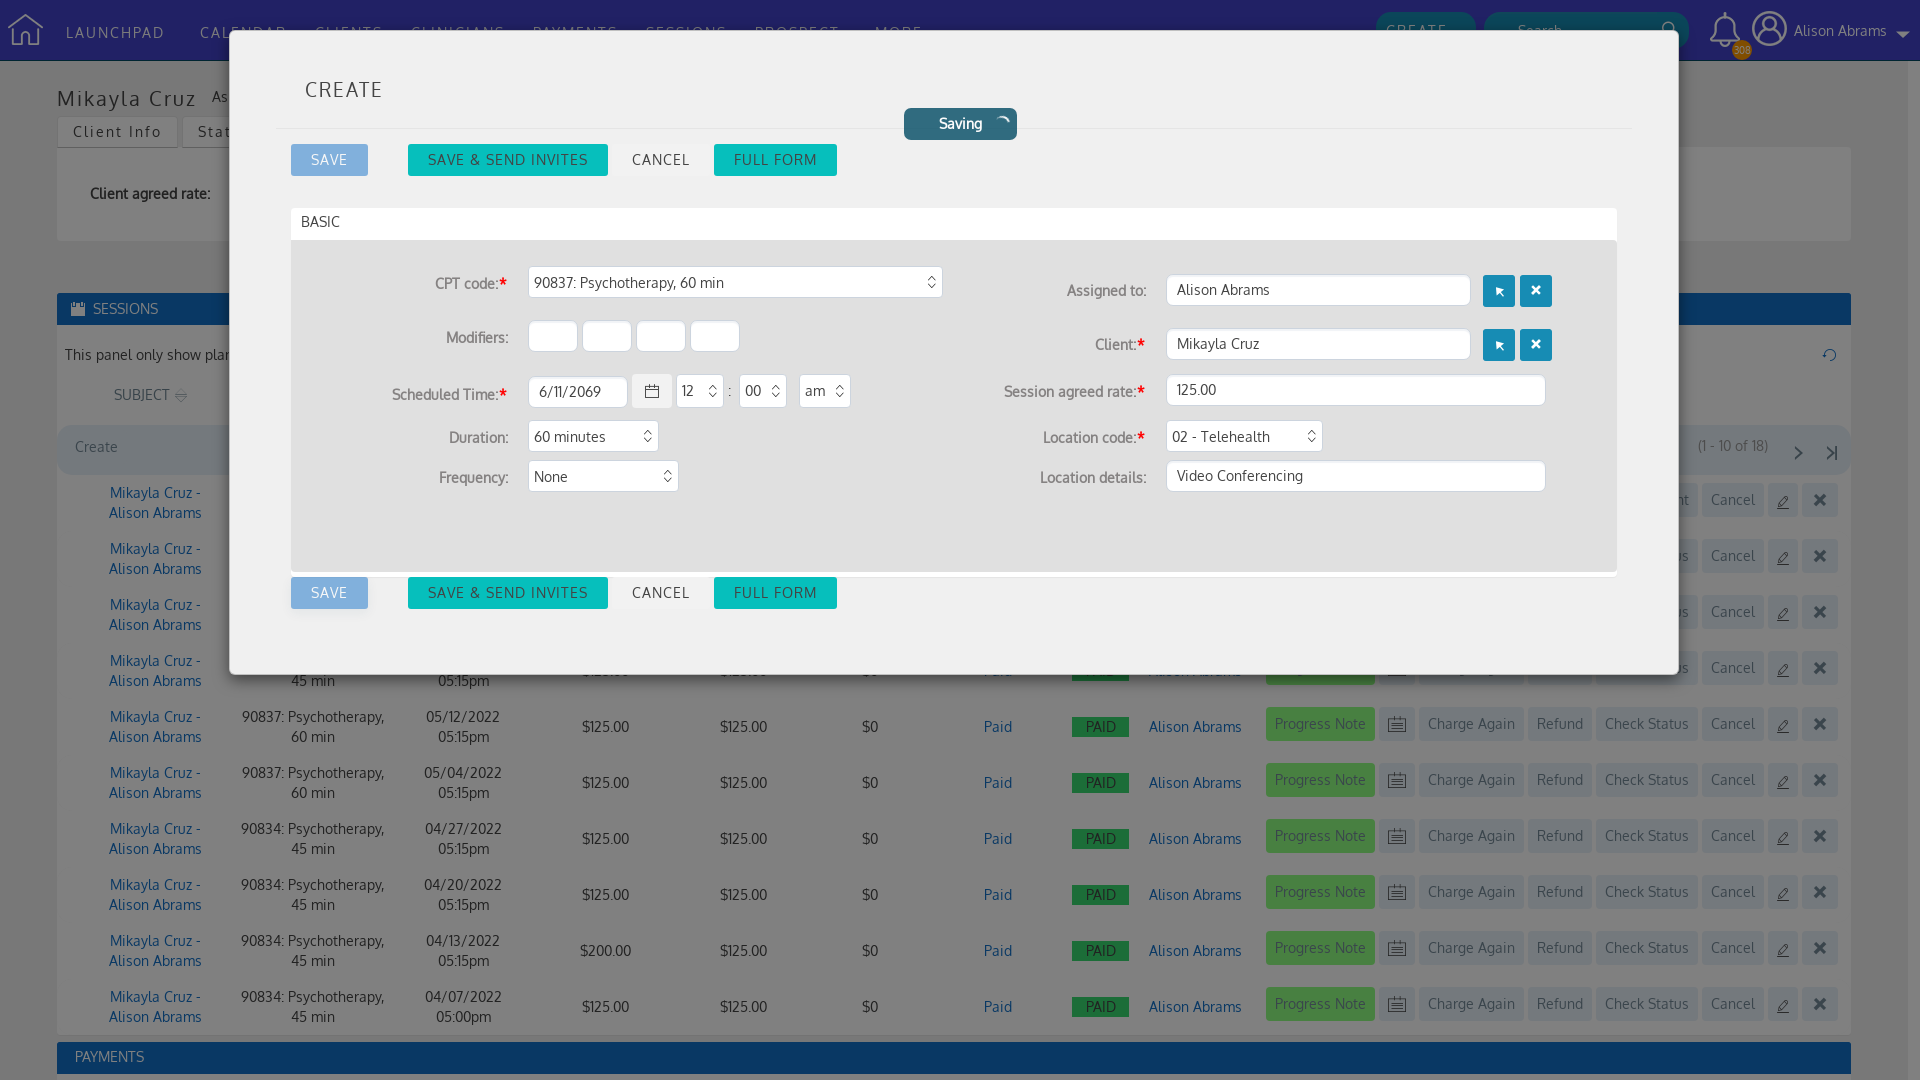 LAUNCHPAD
CREATE
Search
308
Alison Abrams
Mikayla Cruz
Client Info
Client agreed rate:
CREATE
Saving
SAVE SAVE & SEND INVITES CANCEL FULL FORM
BASIC
CPT code:* 90837: Psychotherapy, 60 min
Assigned to: Alison Abrams
Modifiers:
Client:* Mikayla Cruz
Scheduled Time:* 6/11/2069 12 : 00 am
Session agreed rate:* 125.00
Duration: 60 minutes
Location code:* 02 - Telehealth
Frequency: None
Location details: Video Conferencing
SAVE SAVE & SEND INVITES CANCEL FULL FORM
SESSIONS
This panel only show
SUBJECT
Create
(1 - 10 of 18)
Mikayla Cruz - Cancel
Alison Abrams
Mikayla Cruz - Cancel
Alison Abrams
Mikayla Cruz - Cancel
Alison Abrams
Mikayla Cruz - Cancel
Alison Abrams 45 min 05:15pm
Mikayla Cruz - 90837: Psychotherapy, 05/12/2022 $125.00 $125.00 $0 Paid PAID Alison Abrams Progress Note Charge Again Refund Check Status Cancel
Alison Abrams 60 min 05:15pm
Mikayla Cruz - 90837: Psychotherapy, 05/04/2022 $125.00 $125.00 $0 Paid PAID Alison Abrams Progress Note Charge Again Refund Check Status Cancel
Alison Abrams 60 min 05:15pm
Mikayla Cruz - 90834: Psychotherapy, 04/27/2022 $125.00 $125.00 $0 Paid PAID Alison Abrams Progress Note Charge Again Refund Check Status Cancel
Alison Abrams 45 min 05:15pm
Mikayla Cruz - 90834: Psychotherapy, 04/20/2022 $125.00 $125.00 $0 Paid PAID Alison Abrams Progress Note Charge Again Refund Check Status Cancel
Alison Abrams 45 min 05:15pm
Mikayla Cruz - 90834: Psychotherapy, 04/13/2022 $200.00 $125.00 $0 Paid PAID Alison Abrams Progress Note Charge Again Refund Check Status Cancel
Alison Abrams 45 min 05:15pm
Mikayla Cruz - 90834: Psychotherapy, 04/07/2022 $125.00 $125.00 $0 Paid PAID Alison Abrams Progress Note Charge Again Refund Check Status Cancel
Alison Abrams 45 min 05:00pm
PAYMENTS